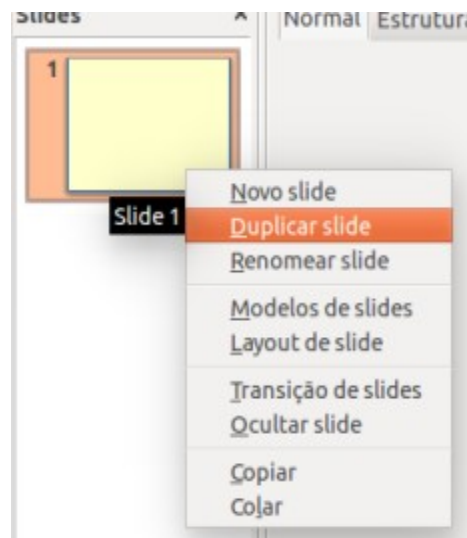 Slides x
Normal Estrutura
1
Slide 1
Novo slide
Duplicar slide
Renomear slide
Modelos de slides
Layout de slide
Transição de slides
Ocultar slide
Copiar
Colar